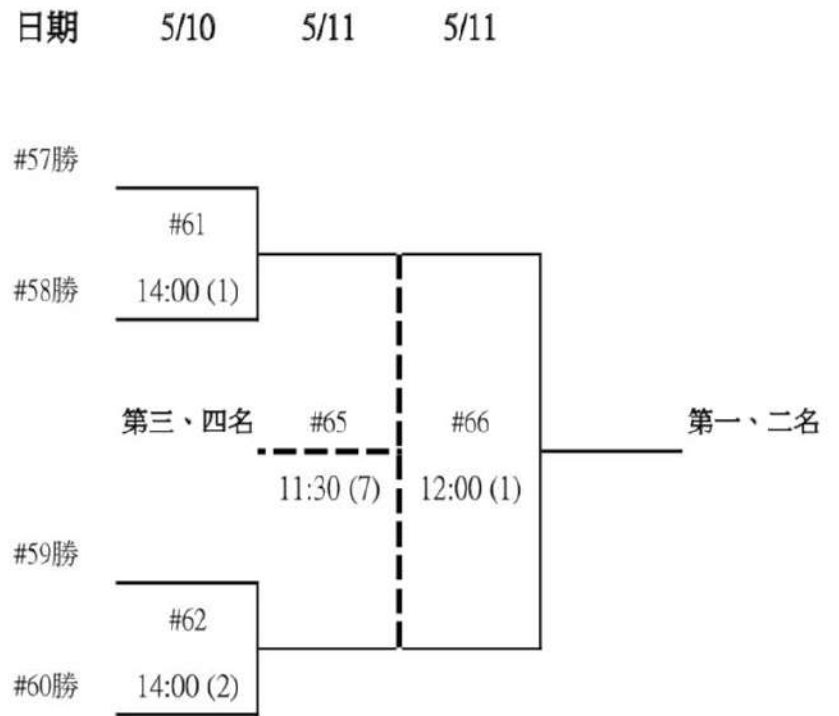 日期 5/10 5/11 5/11
#57勝
#61
#58勝 14:00 (1)
第三、四名 #65 #66 第一、二名
11:30 (7) 12:00 (1)
#59勝
#62
#60勝 14:00 (2)